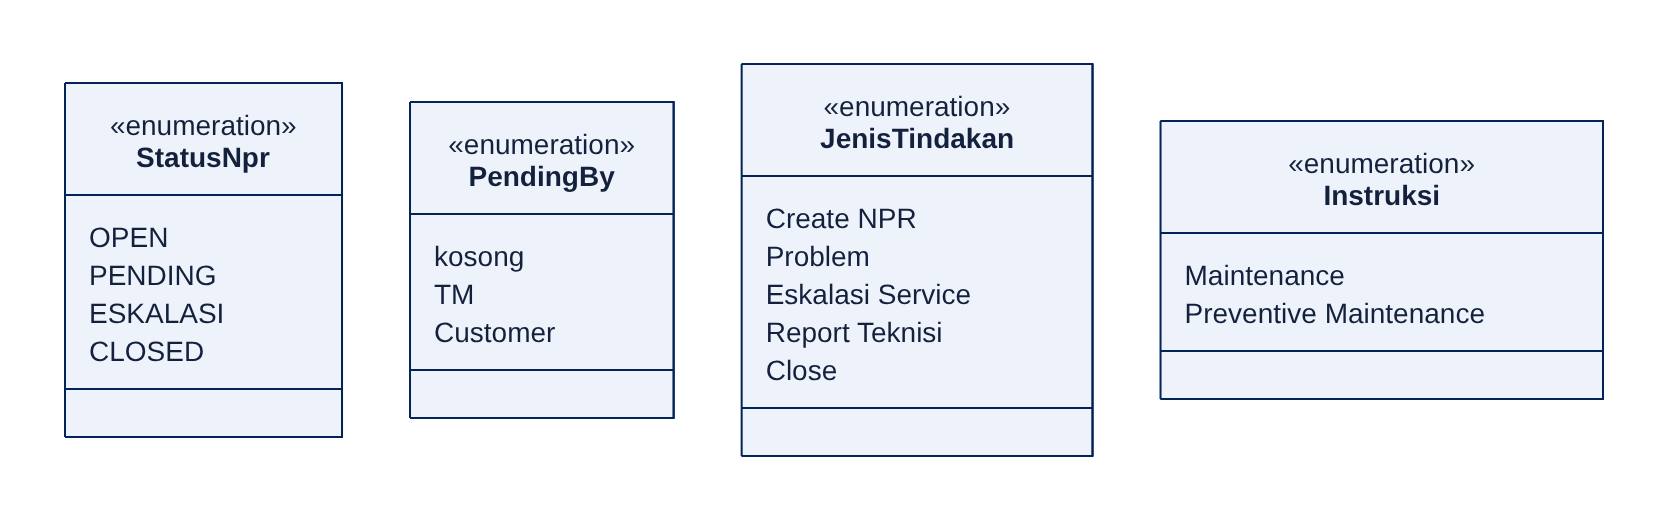 «enumeration»
StatusNpr
OPEN
PENDING
ESKALASI
CLOSED
«enumeration»
PendingBy
kosong
TM
Customer
«enumeration»
JenisTindakan
Create NPR
Problem
Eskalasi Service
Report Teknisi
Close
«enumeration»
Instruksi
Maintenance
Preventive Maintenance